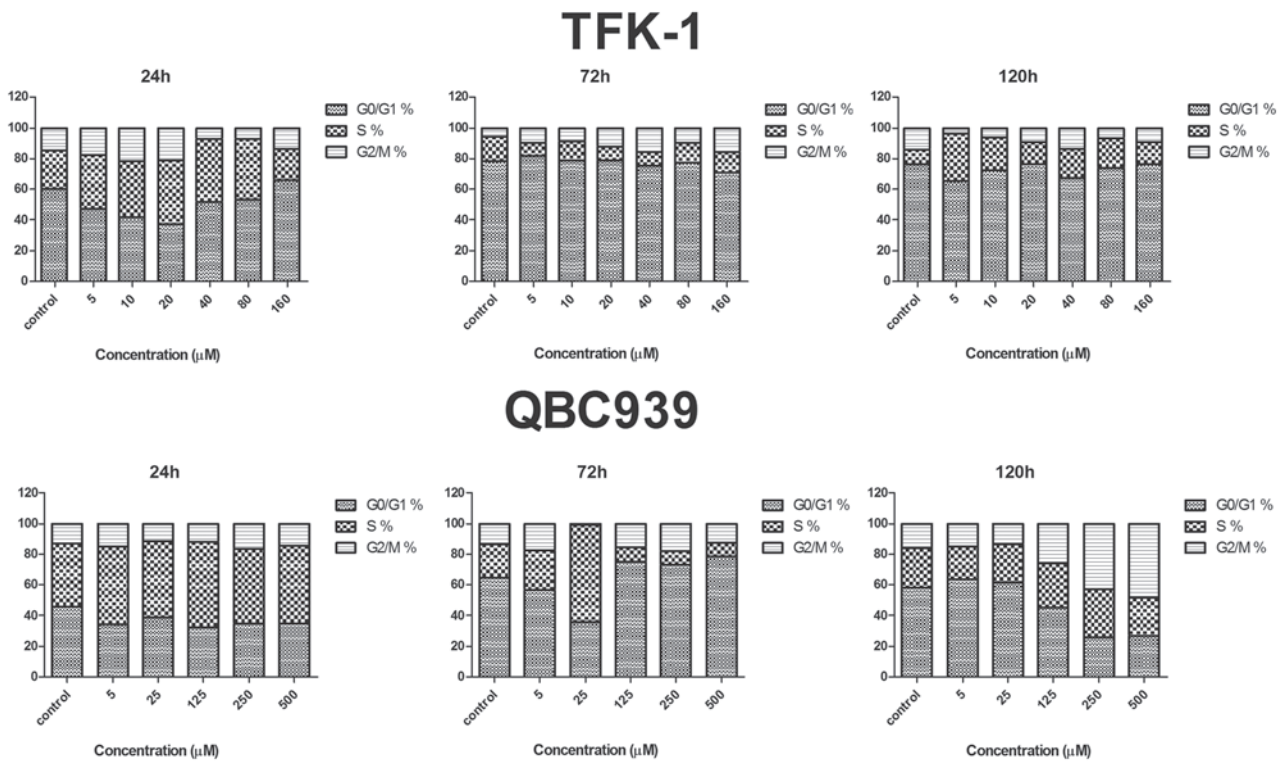 TFK-1
24h
120
100
80
60
40
20
0
control 5 10 20 40 80 160
Concentration (μM)
G0/G1 %
S %
G2/M %
72h
120
100
80
60
40
20
0
control 5 10 20 40 80 160
Concentration (μM)
G0/G1 %
S %
G2/M %
120h
120
100
80
60
40
20
0
control 5 10 20 40 80 160
Concentration (μM)
G0/G1 %
S %
G2/M %
QBC939
24h
120
100
80
60
40
20
0
control 5 25 125 250 500
Concentration (μM)
G0/G1 %
S %
G2/M %
72h
120
100
80
60
40
20
0
control 5 25 125 250 500
Concentration (μM)
G0/G1 %
S %
G2/M %
120h
120
100
80
60
40
20
0
control 5 25 125 250 500
Concentration (μM)
G0/G1 %
S %
G2/M %